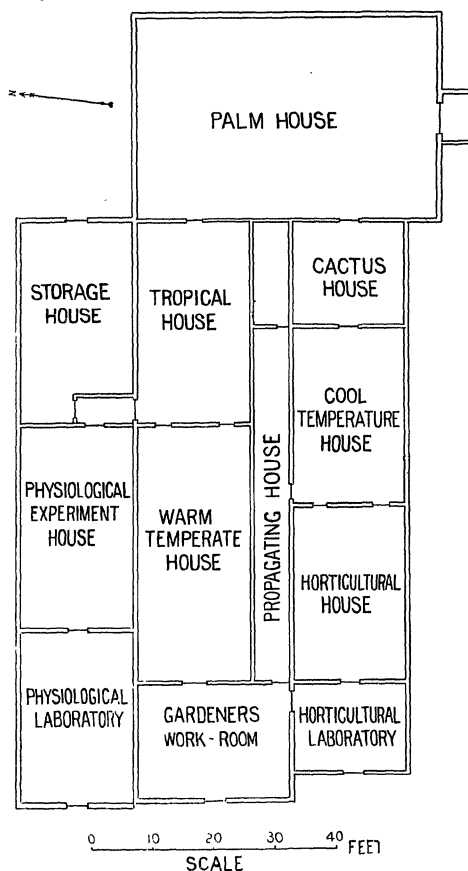 PALM HOUSE
N
STORAGE
HOUSE
TROPICAL
HOUSE
CACTUS
HOUSE
COOL
TEMPERATURE
HOUSE
PHYSIOLOGICAL
EXPERIMENT
HOUSE
WARM
TEMPERATE
HOUSE
PROPAGATING HOUSE
HORTICULTURAL
HOUSE
PHYSIOLOGICAL
LABORATORY
GARDENERS
WORK-ROOM
HORTICULTURAL
LABORATORY
0 10 20 30 40 FEET
SCALE